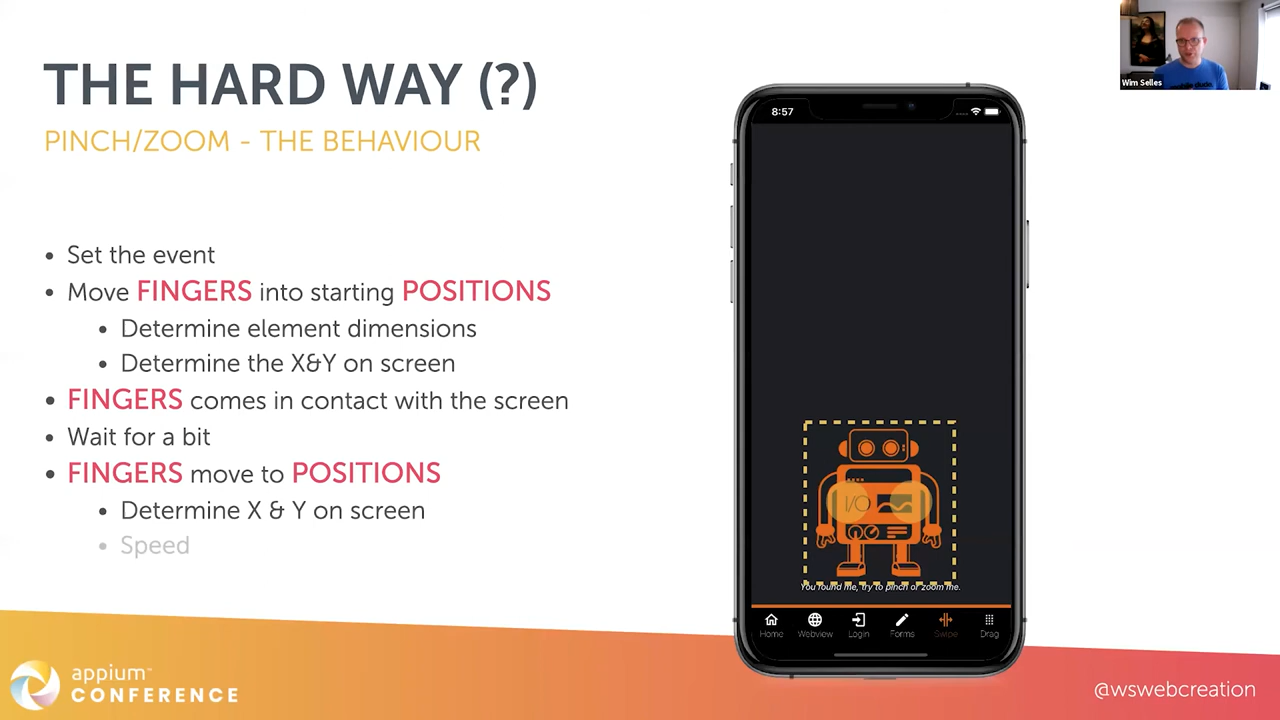 THE HARD WAY (?)
PINCH/ZOOM - THE BEHAVIOUR
• Set the event
• Move FINGERS into starting POSITIONS
• Determine element dimensions
• Determine the X&Y on screen
• FINGERS comes in contact with the screen
• Wait for a bit
• FINGERS move to POSITIONS
• Determine X & Y on screen
• Speed
8:57
I/O
You found me, try to pinch or zoom me.
Home Webview Login Forms Swipe Drag
Wim Selles
appium™
CONFERENCE
@wswebcreation